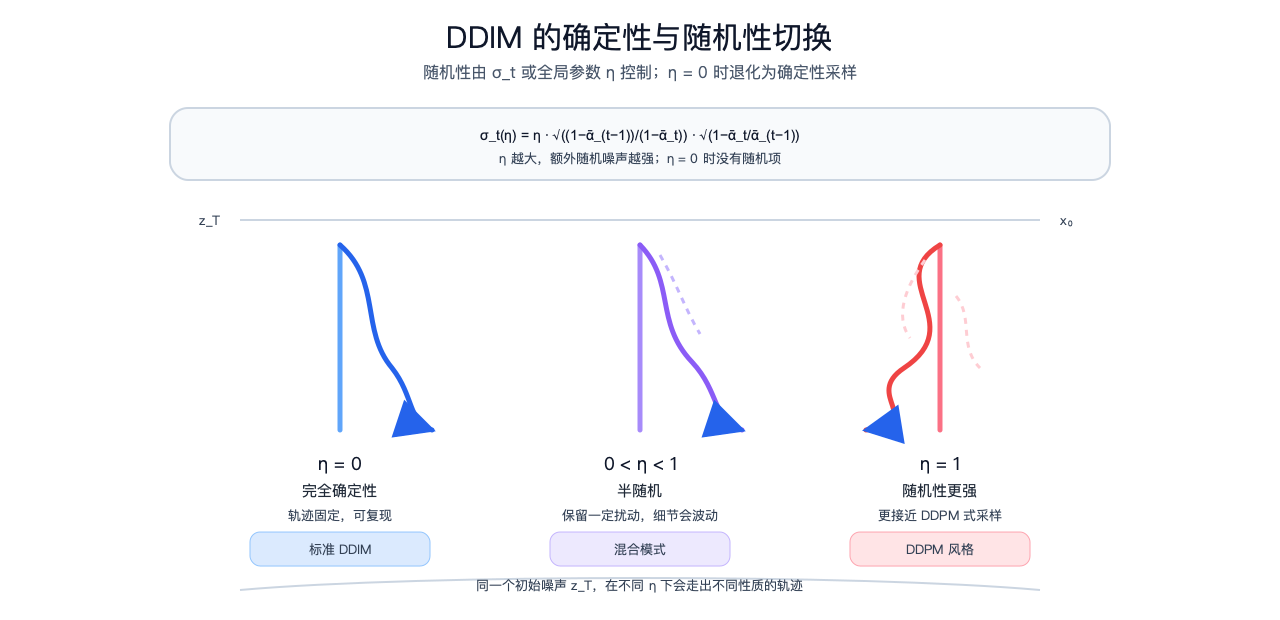 DDIM 的确定性与随机性切换
随机性由 σ_t 或全局参数 η 控制；η = 0 时退化为确定性采样
σ_t(η) = η · √((1−ᾱ_(t−1))/(1−ᾱ_t)) · √(1−ᾱ_t/ᾱ_(t−1))
η 越大，额外随机噪声越强；η = 0 时没有随机项
z_T
x₀
η = 0
0 < η < 1
η = 1
完全确定性
半随机
随机性更强
轨迹固定，可复现
保留一定扰动，细节会波动
更接近 DDPM 式采样
标准 DDIM
混合模式
DDPM 风格
同一个初始噪声 z_T，在不同 η 下会走出不同性质的轨迹